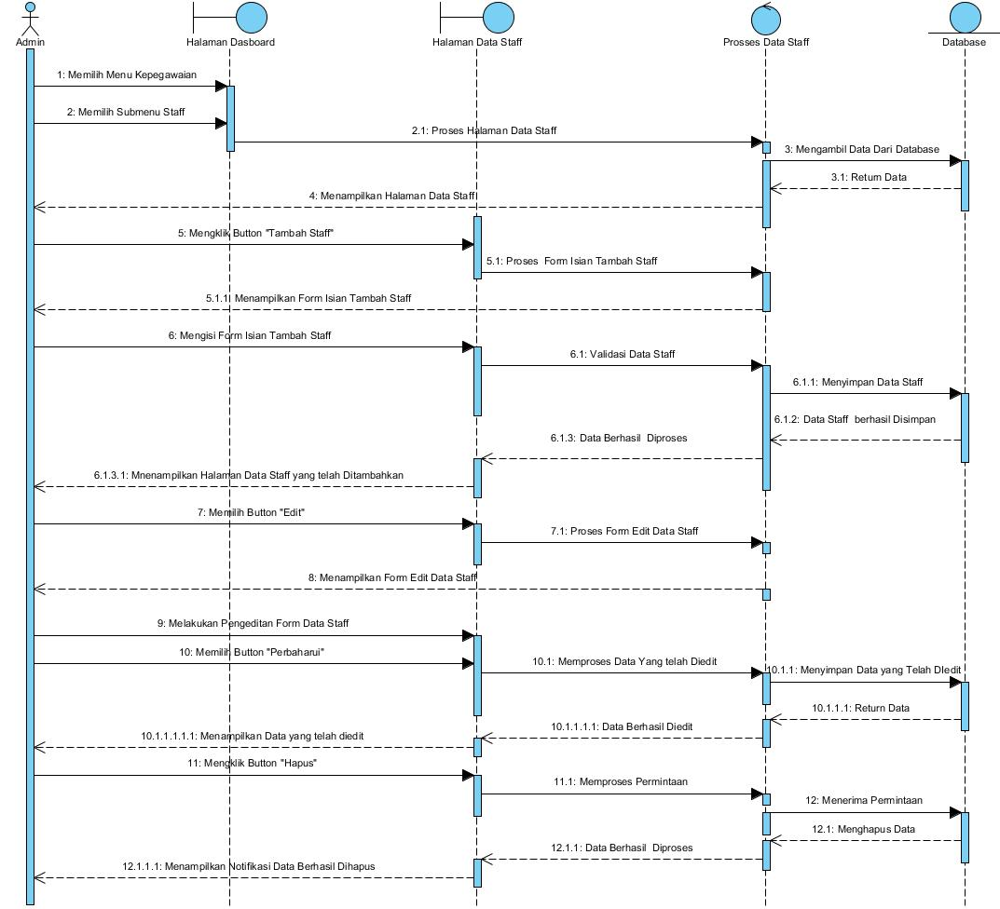 Admin
Halaman Dasboard
Halaman Data Staff
Prosses Data Staff
Database
1: Memilih Menu Kepegawaian
2: Memilih Submenu Staff
2.1: Proses Halaman Data Staff
3: Mengambil Data Dari Database
3.1: Return Data
4: Menampilkan Halaman Data Staff
5: Mengklik Button "Tambah Staff"
5.1: Proses  Form Isian Tambah Staff
5.1.1: Menampilkan Form Isian Tambah Staff
6: Mengisi Form Isian Tambah Staff
6.1: Validasi Data Staff
6.1.1: Menyimpan Data Staff
6.1.2: Data Staff  berhasil Disimpan
6.1.3: Data Berhasil  Diproses
6.1.3.1: Mnenampilkan Halaman Data Staff yang telah Ditambahkan
7: Memilih Button "Edit"
7.1: Proses Form Edit Data Staff
8: Menampilkan Form Edit Data Staff
9: Melakukan Pengeditan Form Data Staff
10: Memilih Button "Perbaharui"
10.1: Memproses Data Yang telah Diedit
10.1.1: Menyimpan Data yang Telah DIedit
10.1.1.1: Return Data
10.1.1.1.1: Data Berhasil Diedit
10.1.1.1.1.1: Menampilkan Data yang telah diedit
11: Mengklik Button "Hapus"
11.1: Memproses Permintaan
12: Menerima Permintaan
12.1: Menghapus Data
12.1.1: Data Berhasil  Diproses
12.1.1.1: Menampilkan Notifikasi Data Berhasil Dihapus